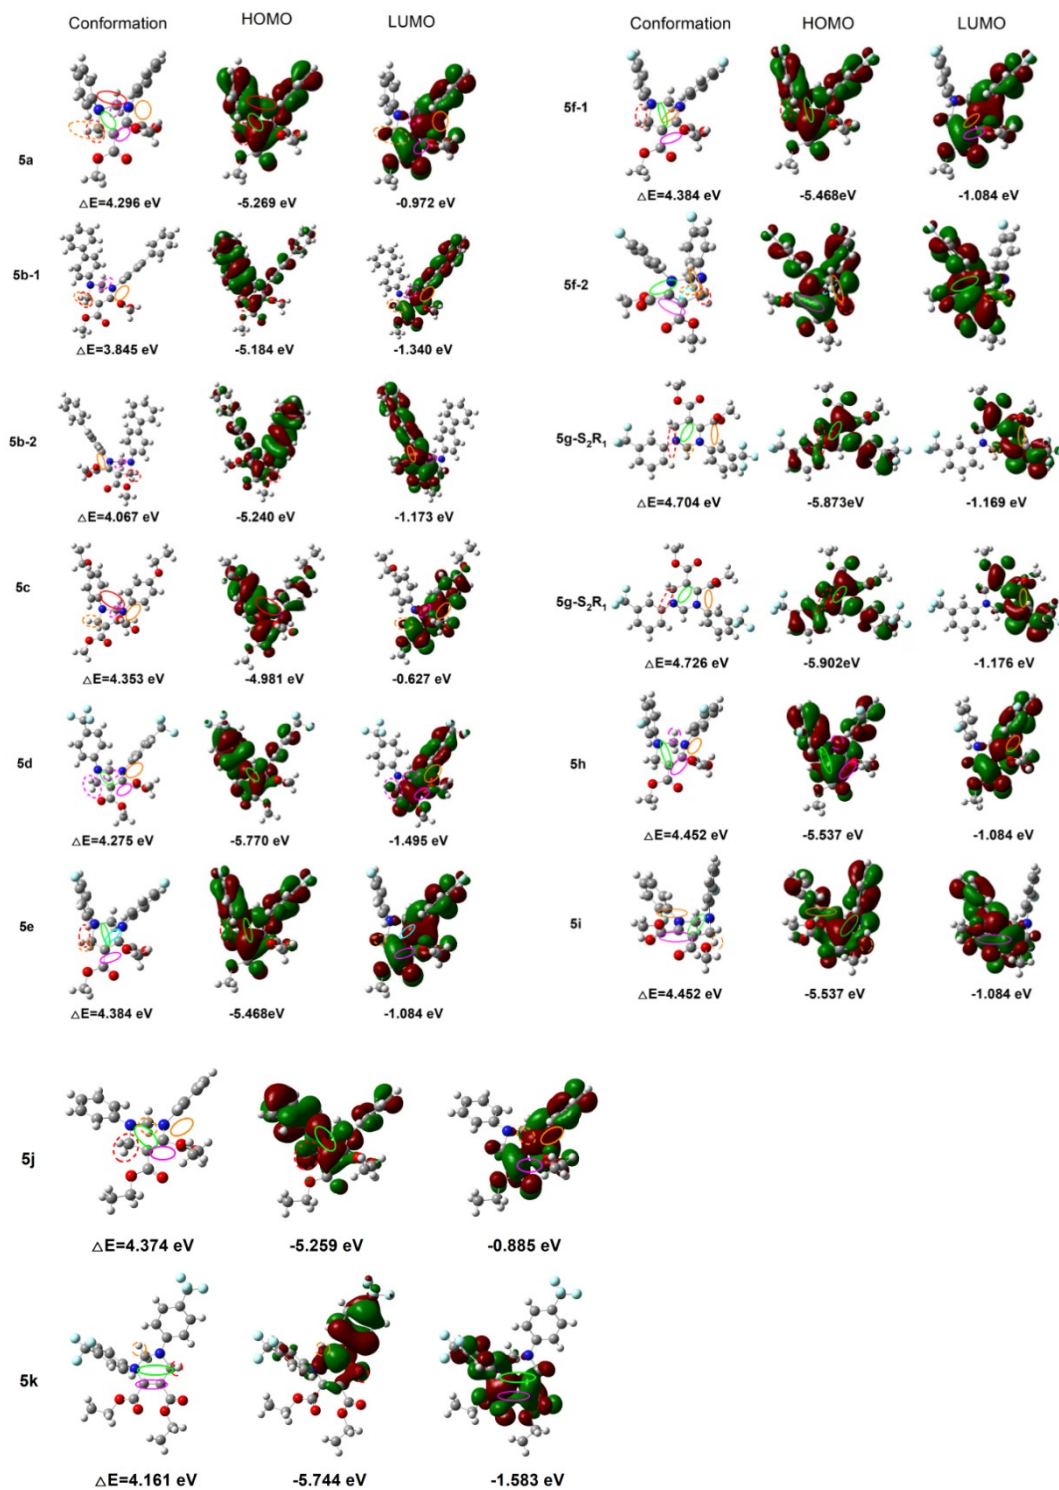 Conformation HOMO LUMO
5a
△E=4.296 eV -5.269 eV -0.972 eV
5b-1
△E=3.845 eV -5.184 eV -1.340 eV
5b-2
△E=4.067 eV -5.240 eV -1.173 eV
5c
△E=4.353 eV -4.981 eV -0.627 eV
5d
△E=4.275 eV -5.770 eV -1.495 eV
5e
△E=4.384 eV -5.468eV -1.084 eV
Conformation HOMO LUMO
5f-1
△E=4.384 eV -5.468eV -1.084 eV
5f-2
5g-S₂R₁
△E=4.704 eV -5.873eV -1.169 eV
5g-S₂R₁
△E=4.726 eV -5.902eV -1.176 eV
5h
△E=4.452 eV -5.537 eV -1.084 eV
5i
△E=4.452 eV -5.537 eV -1.084 eV
5j
△E=4.374 eV -5.259 eV -0.885 eV
5k
△E=4.161 eV -5.744 eV -1.583 eV